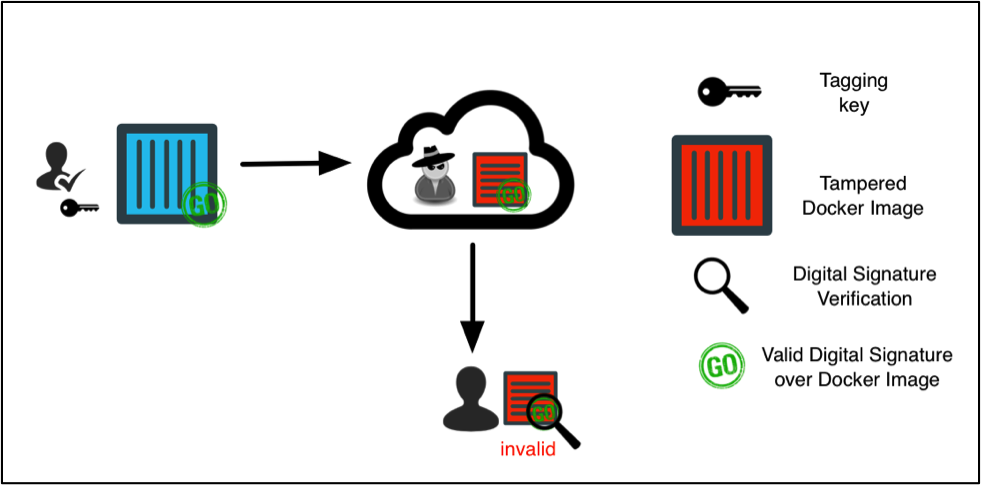 GO
GO
GO
invalid
Tagging
key
Tampered
Docker Image
Digital Signature
Verification
GO
Valid Digital Signature
over Docker Image